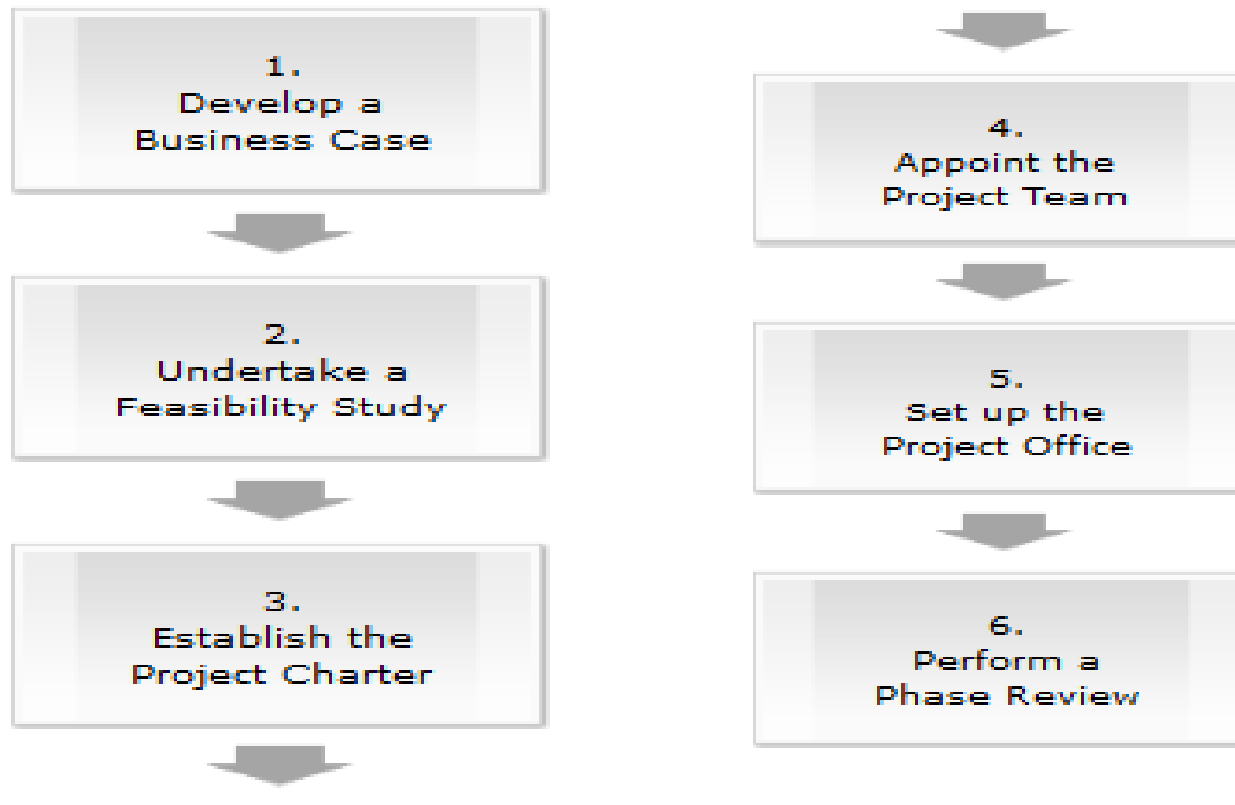 1.
Develop a
Business Case
2.
Undertake a
Feasibility Study
3.
Establish the
Project Charter
4.
Appoint the
Project Team
5.
Set up the
Project Office
6.
Perform a
Phase Review